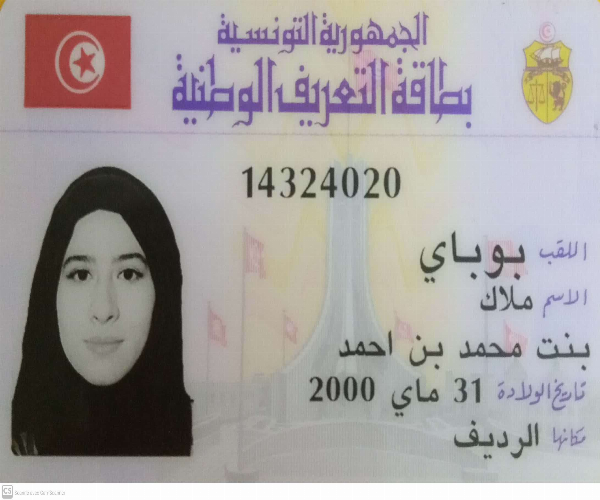 الجمهورية التونسية
بطاقة التعريف الوطنية
14324020
اللقب بوباي
الاسم ملاك
بنت محمد بن احمد
تاريخ الولادة 31 ماي 2000
مكانها الرديف
CS